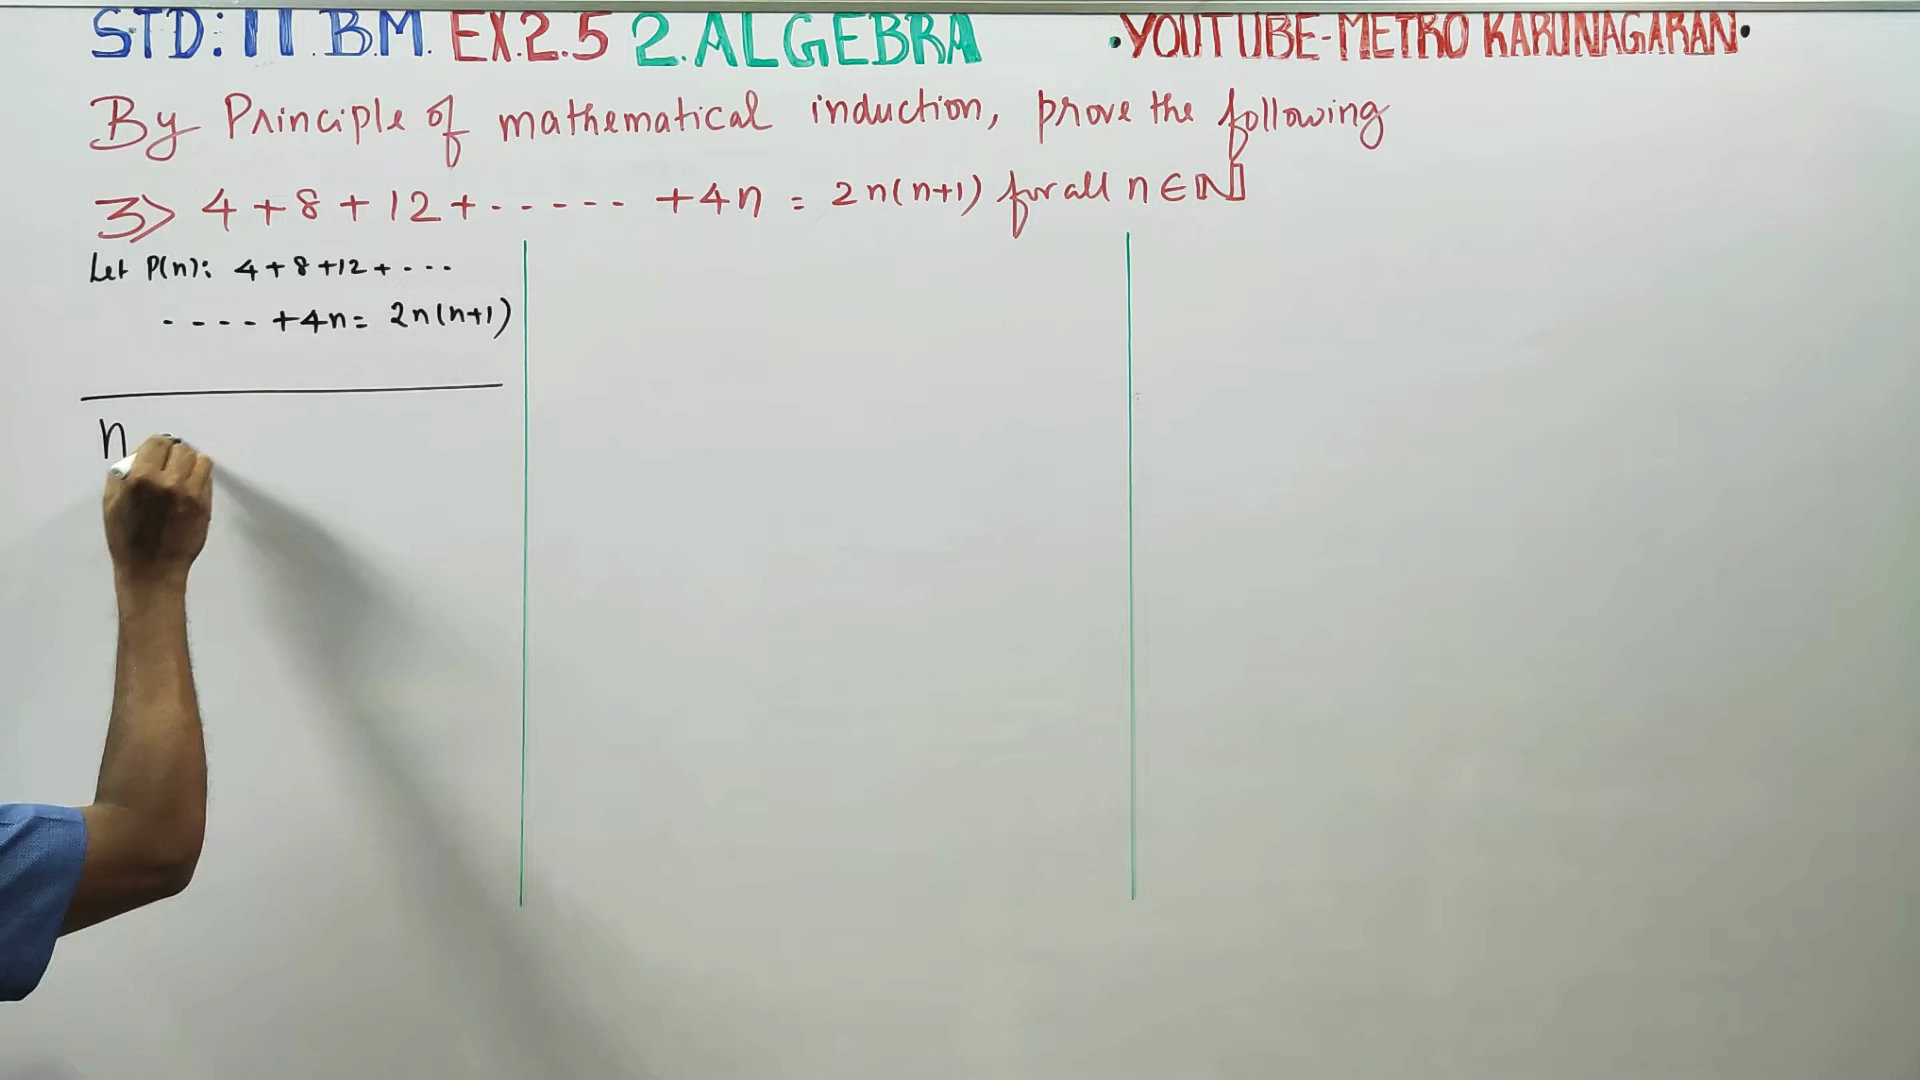 STD: 11 .B.M. EX.2.5 2.ALGEBRA •YOUTUBE-METRO KARUNAGARAN•
By Principle of mathematical induction, prove the following
3> 4 + 8 + 12 + ------ +4n = 2n(n+1) for all n ∈ N
Let P(n): 4 + 8 +12 + ---
---- +4n = 2n(n+1)
n